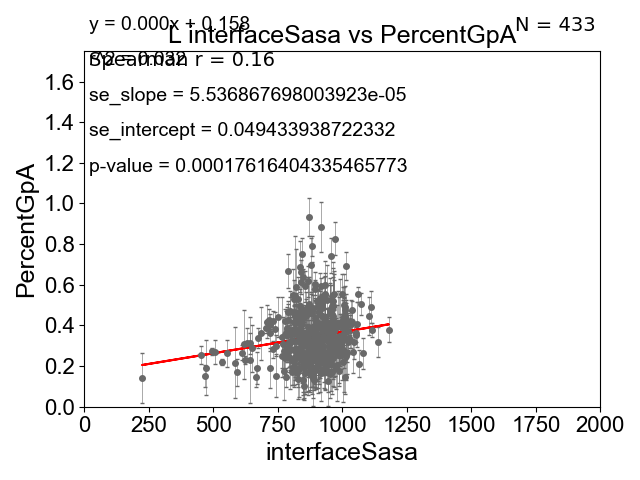 y = 0.000x + 0.158
N = 433
L interfaceSasa vs PercentGpA
Spearman r = 0.16
se_slope = 5.536867698003923e-05
se_intercept = 0.049433938722332
p-value = 0.00017616404335465773
PercentGpA
1.6
1.4
1.2
1.0
0.8
0.6
0.4
0.2
0.0
0 250 500 750 1000 1250 1500 1750 2000
interfaceSasa